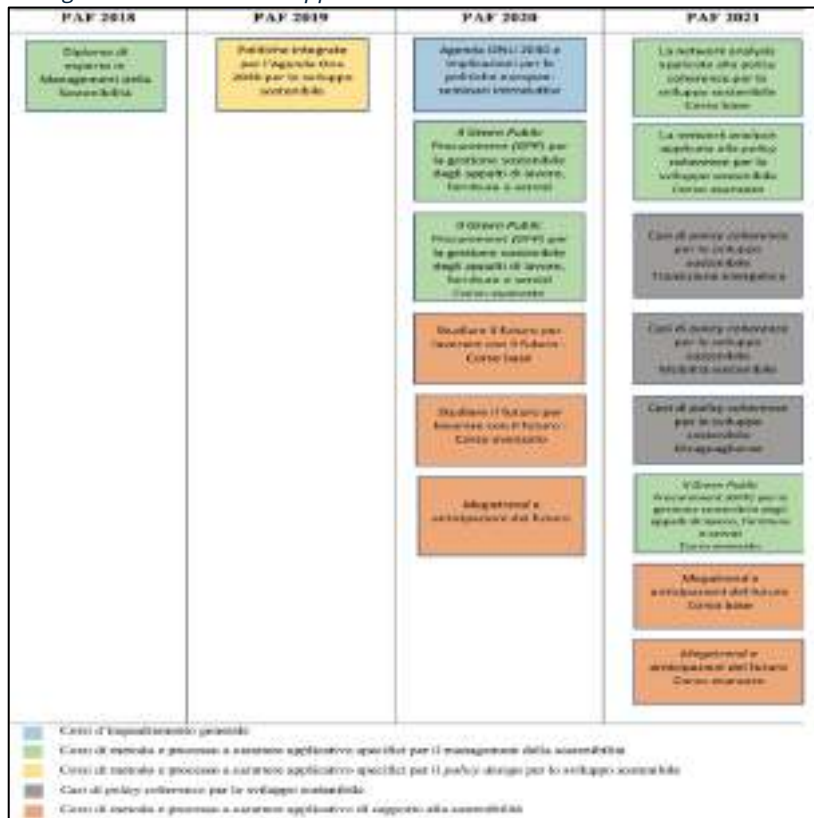 PAF 2018
PAF 2019
PAF 2020
PAF 2021
Diploma di
esperto in
Management della
Sostenibilità
Politiche integrate
per l'Agenda Onu
2030 per lo sviluppo
sostenibile
Agenda ONU 2030 e
implicazioni per le
politiche europee:
seminari introduttivi
Il Green Public
Procurement (GPP) per
la gestione sostenibile
degli appalti di lavoro,
forniture e servizi
Il Green Public
Procurement (GPP) per
la gestione sostenibile
degli appalti di lavoro,
forniture e servizi
Corso avanzato
Studiare il futuro per
lavorare con il futuro -
Corso base
Studiare il futuro per
lavorare con il futuro -
Corso avanzato
Megatrend e
anticipazioni del futuro
La network analysis
applicata alla policy
coherence per lo
sviluppo sostenibile
Corso base
La network analysis
applicata alla policy
coherence per lo
sviluppo sostenibile
Corso avanzato
Casi di policy coherence
per lo sviluppo
sostenibile
Transizione energetica
Casi di policy coherence
per lo sviluppo
sostenibile
Mobilità sostenibile
Casi di policy coherence
per lo sviluppo
sostenibile
Disuguaglianze
Il Green Public
Procurement (GPP) per la
gestione sostenibile degli
appalti di lavoro, forniture
e servizi
Corso avanzato
Megatrend e
anticipazioni del futuro
Corso base
Megatrend e
anticipazioni del futuro
Corso avanzato
Corsi d'inquadramento generale
Corsi di metodo e processo a carattere applicativo specifici per il management della sostenibilità
Corsi di metodo e processo a carattere applicativo specifici per il policy design per lo sviluppo sostenibile
Casi di policy coherence per lo sviluppo sostenibile
Corsi di metodo e processo a carattere applicativo di supporto alla sostenibilità